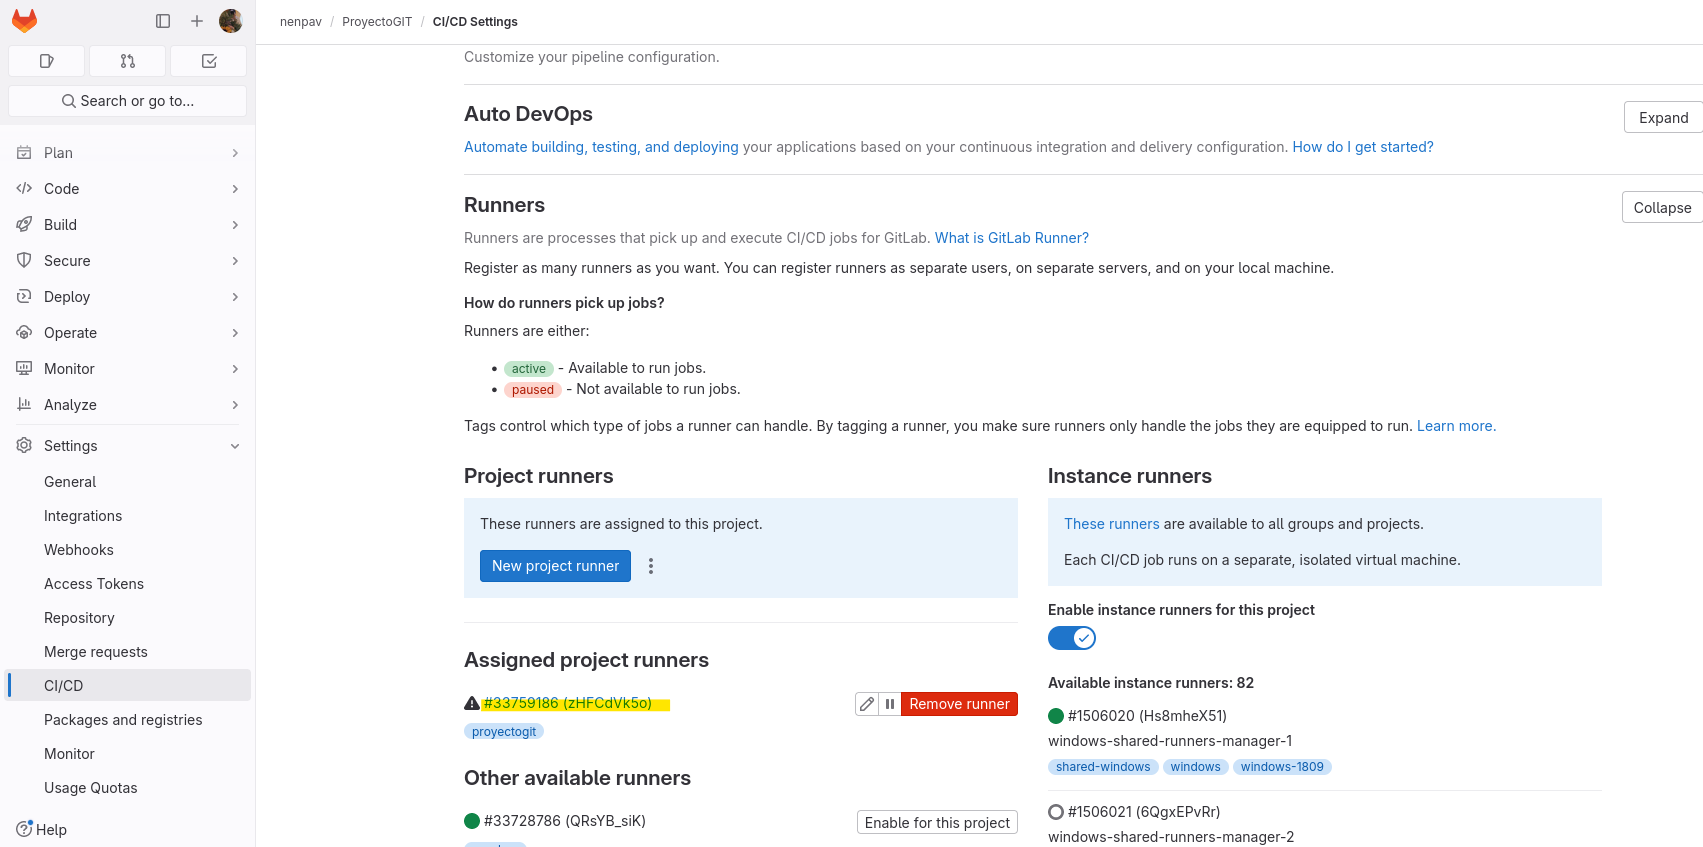 nenpav / ProyectoGIT / CI/CD Settings
Search or go to...
Plan
Code
Build
Secure
Deploy
Operate
Monitor
Analyze
Settings
General
Integrations
Webhooks
Access Tokens
Repository
Merge requests
CI/CD
Packages and registries
Monitor
Usage Quotas
Help
Customize your pipeline configuration.
Auto DevOps
Expand
Automate building, testing, and deploying your applications based on your continuous integration and delivery configuration. How do I get started?
Runners
Collapse
Runners are processes that pick up and execute CI/CD jobs for GitLab. What is GitLab Runner?
Register as many runners as you want. You can register runners as separate users, on separate servers, and on your local machine.
How do runners pick up jobs?
Runners are either:
• active - Available to run jobs.
• paused - Not available to run jobs.
Tags control which type of jobs a runner can handle. By tagging a runner, you make sure runners only handle the jobs they are equipped to run. Learn more.
Project runners
These runners are assigned to this project.
New project runner
Assigned project runners
#33759186 (zHFCdVk5o)
Remove runner
proyectogit
Other available runners
#33728786 (QRsYB_siK)
Enable for this project
Instance runners
These runners are available to all groups and projects.
Each CI/CD job runs on a separate, isolated virtual machine.
Enable instance runners for this project
Available instance runners: 82
#1506020 (Hs8mheX51)
windows-shared-runners-manager-1
shared-windows windows windows-1809
#1506021 (6QgxEPvRr)
windows-shared-runners-manager-2